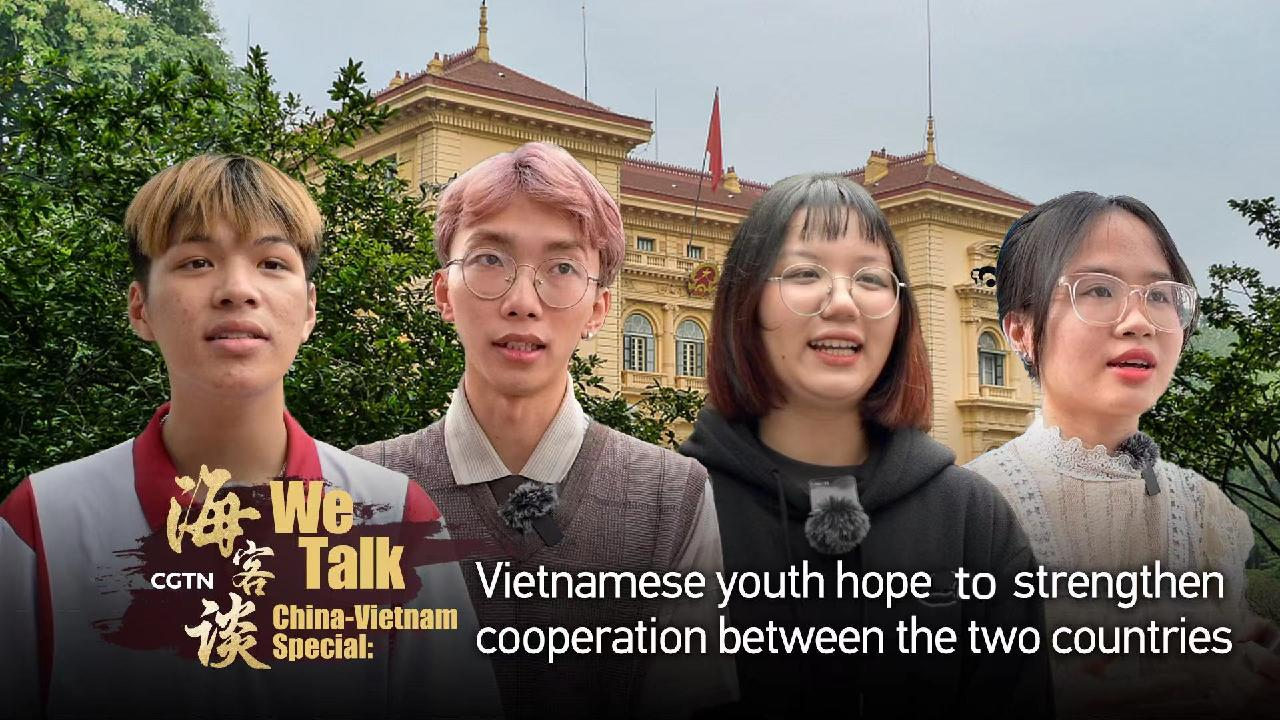 海客谈
We
Talk
CGTN
China-Vietnam
Special:
Vietnamese youth hope to strengthen
cooperation between the two countries